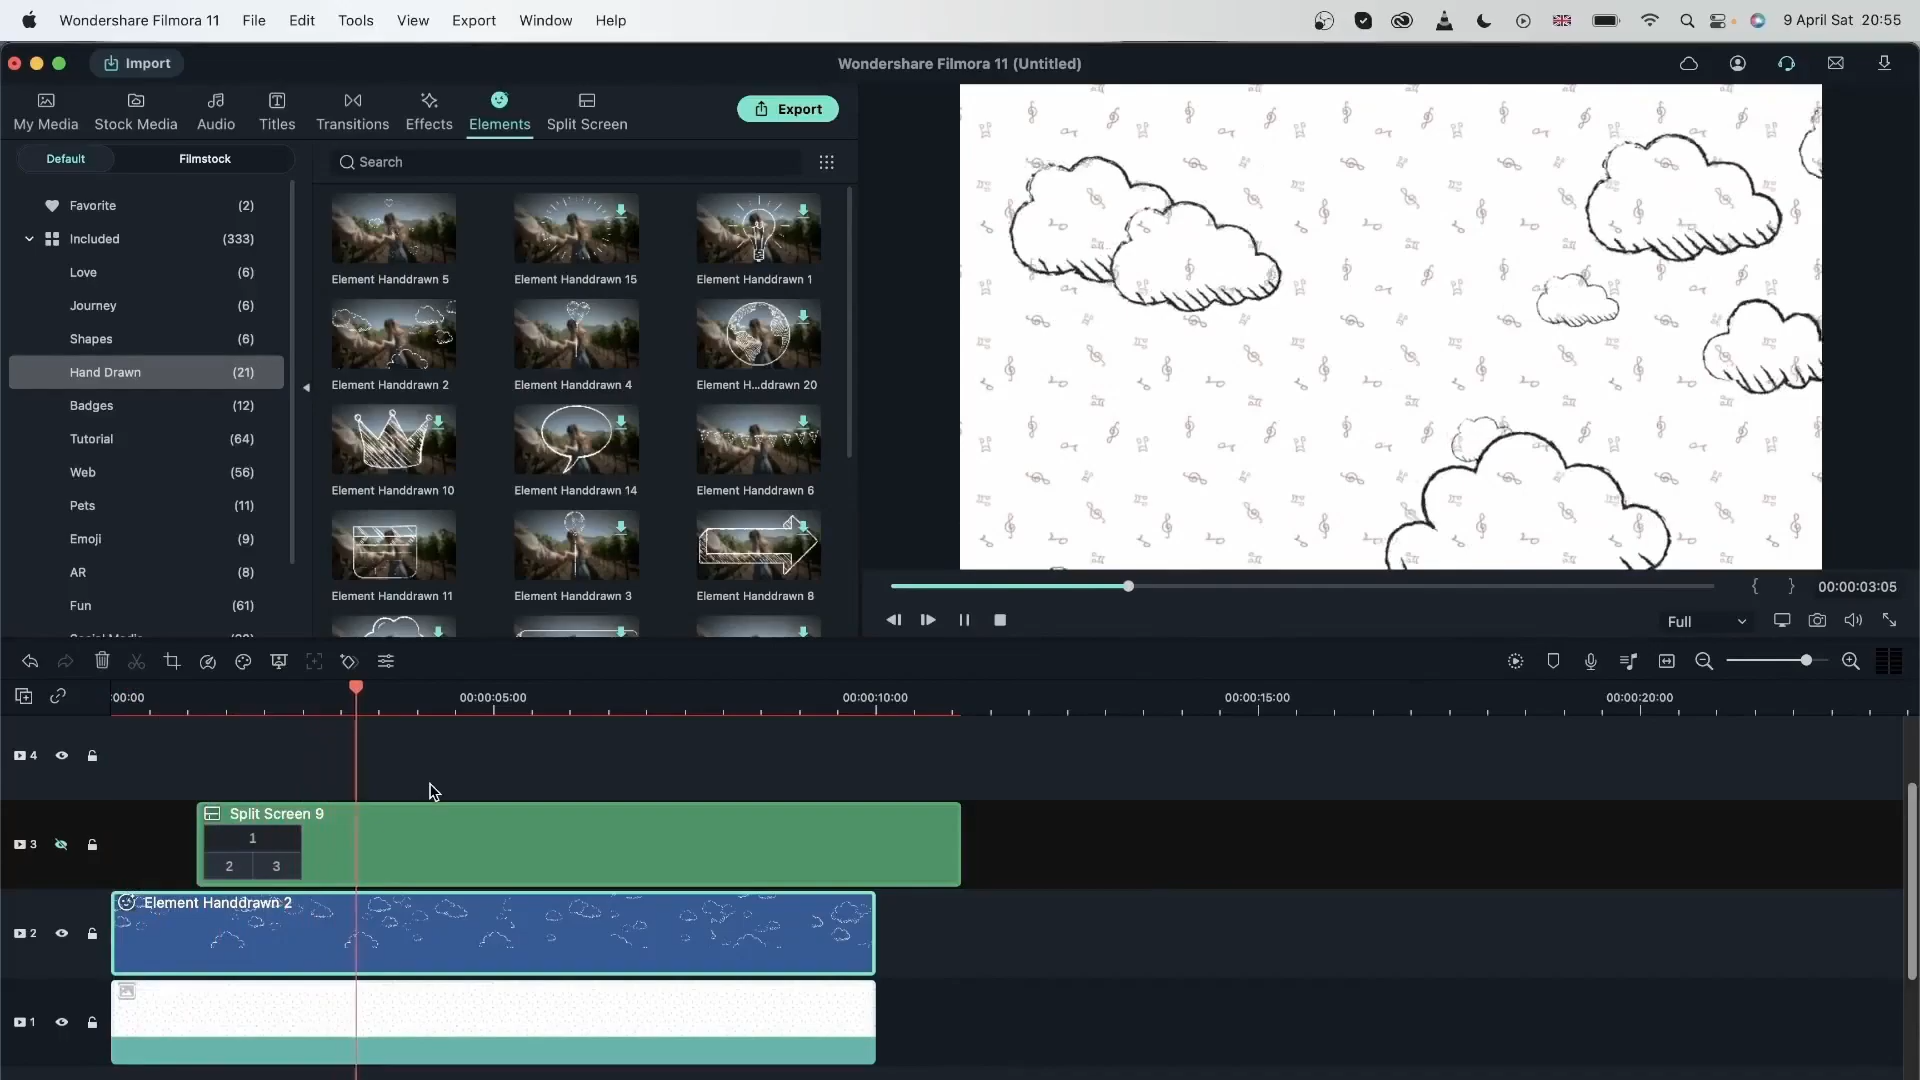 Wondershare Filmora 11 File Edit Tools View Export Window Help 9 April Sat 20:55
Import Wondershare Filmora 11 (Untitled)
My Media Stock Media Audio Titles Transitions Effects Elements Split Screen Export
Default Filmstock Search
Favorite (2)
Included (333)
Love (6)
Journey (6)
Shapes (6)
Hand Drawn (21)
Badges (12)
Tutorial (64)
Web (56)
Pets (11)
Emoji (9)
AR (8)
Fun (61)
Element Handdrawn 5 Element Handdrawn 15 Element Handdrawn 1
Element Handdrawn 2 Element Handdrawn 4 Element H...ddrawn 20
Element Handdrawn 10 Element Handdrawn 14 Element Handdrawn 6
Element Handdrawn 11 Element Handdrawn 3 Element Handdrawn 8
{ } 00:00:03:05
Full
:00:00 00:00:05:00 00:00:10:00 00:00:15:00 00:00:20:00
4
3 Split Screen 9
1
2 3
2 Element Handdrawn 2
1